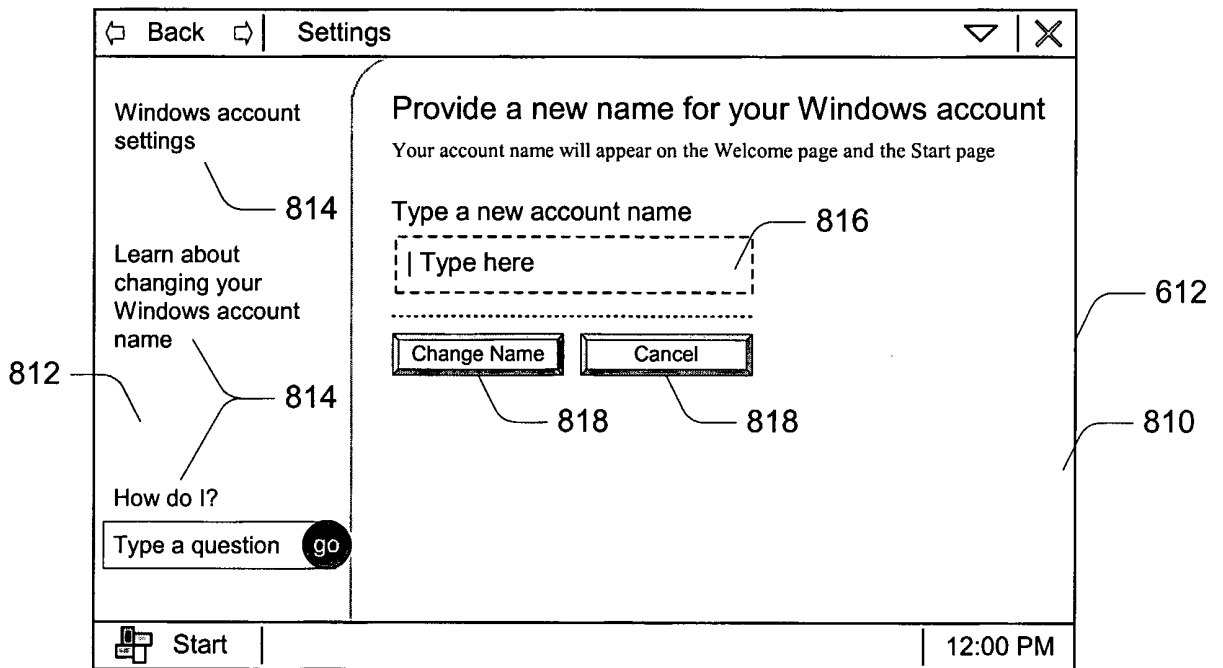 Back Settings
Windows account
settings
814
Learn about
changing your
Windows account
name
812
814
How do I?
Type a question go
Provide a new name for your Windows account
Your account name will appear on the Welcome page and the Start page
Type a new account name
816
Type here
612
Change Name Cancel
818 818
810
Start 12:00 PM